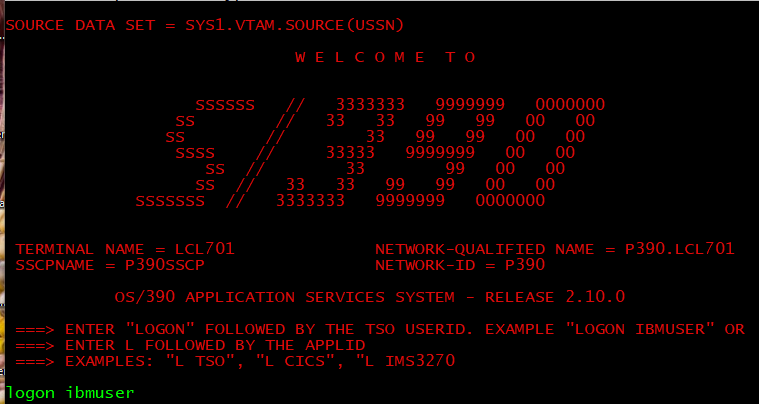 SOURCE DATA SET = SYS1.VTAM.SOURCE(USSN)
W E L C O M E  T O
SSSSSS   //   3333333   9999999   0000000
SS        //   33   33   99   99   00   00
SS        //        33   99   99   00   00
SSSS    //     33333   9999999   00   00
SS  //        33        99   00   00
SS  //   33   33   99   99   00   00
SSSSSSS  //   3333333   9999999   0000000
TERMINAL NAME = LCL701              NETWORK-QUALIFIED NAME = P390.LCL701
SSCPNAME = P390SSCP                 NETWORK-ID = P390
OS/390 APPLICATION SERVICES SYSTEM - RELEASE 2.10.0
===> ENTER "LOGON" FOLLOWED BY THE TSO USERID. EXAMPLE "LOGON IBMUSER" OR
===> ENTER L FOLLOWED BY THE APPLID
===> EXAMPLES: "L TSO", "L CICS", "L IMS3270
logon ibmuser